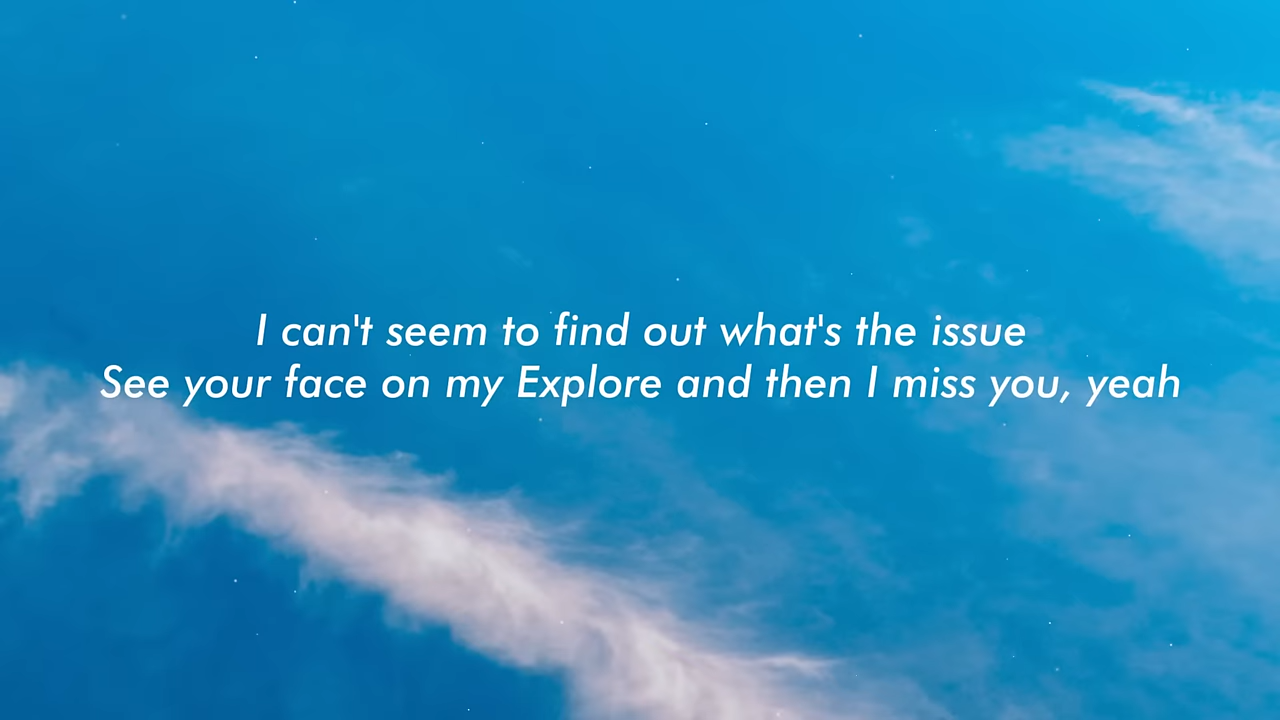 I can't seem to find out what's the issue
See your face on my Explore and then I miss you, yeah